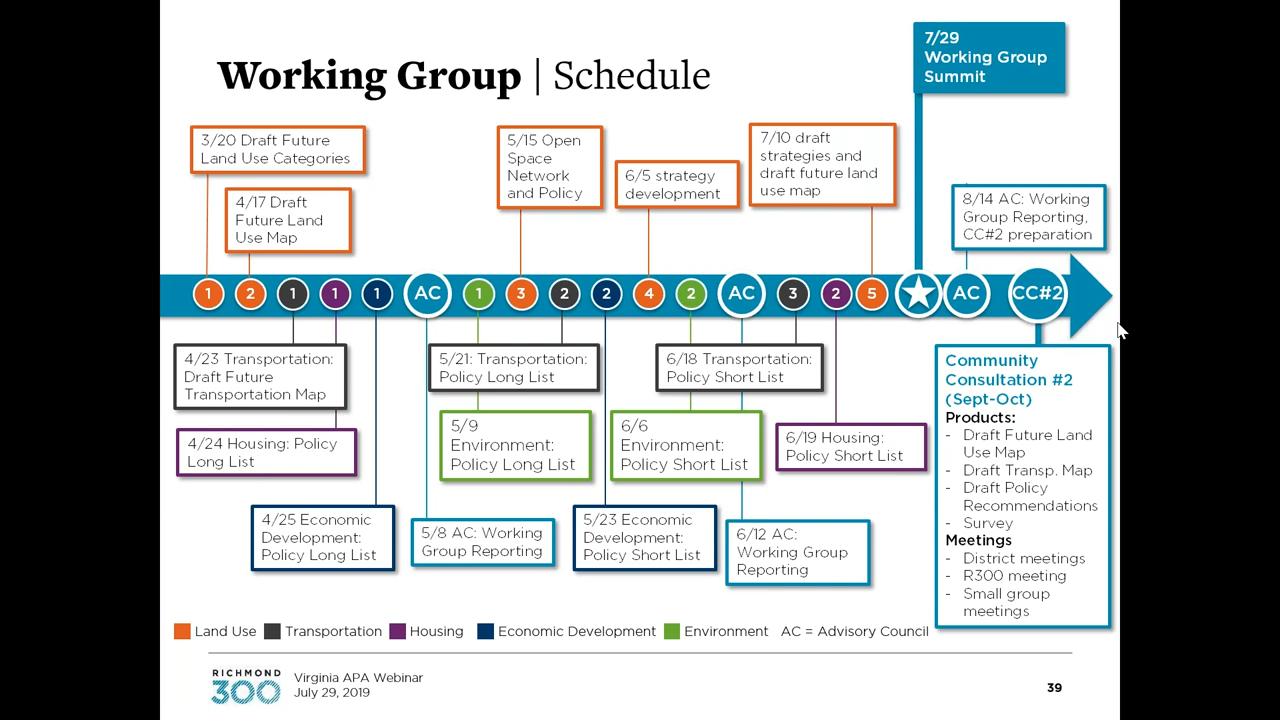 7/29
Working Group
Summit
Working Group | Schedule
3/20 Draft Future
Land Use Categories
4/17 Draft
Future Land
Use Map
5/15 Open
Space
Network
and Policy
6/5 strategy
development
7/10 draft
strategies and
draft future land
use map
8/14 AC: Working
Group Reporting,
CC#2 preparation
1 2 1 1 1 AC 1 3 2 2 4 2 AC 3 2 5 AC CC#2
4/23 Transportation:
Draft Future
Transportation Map
4/24 Housing: Policy
Long List
4/25 Economic
Development:
Policy Long List
5/8 AC: Working
Group Reporting
5/21: Transportation:
Policy Long List
5/9
Environment:
Policy Long List
5/23 Economic
Development:
Policy Short List
6/18 Transportation:
Policy Short List
6/6
Environment:
Policy Short List
6/12 AC:
Working Group
Reporting
6/19 Housing:
Policy Short List
Community
Consultation #2
(Sept-Oct)
Products:
- Draft Future Land
Use Map
- Draft Transp. Map
- Draft Policy
Recommendations
- Survey
Meetings
- District meetings
- R300 meeting
- Small group
meetings
Land Use Transportation Housing Economic Development Environment AC = Advisory Council
RICHMOND
300
Virginia APA Webinar
July 29, 2019
39